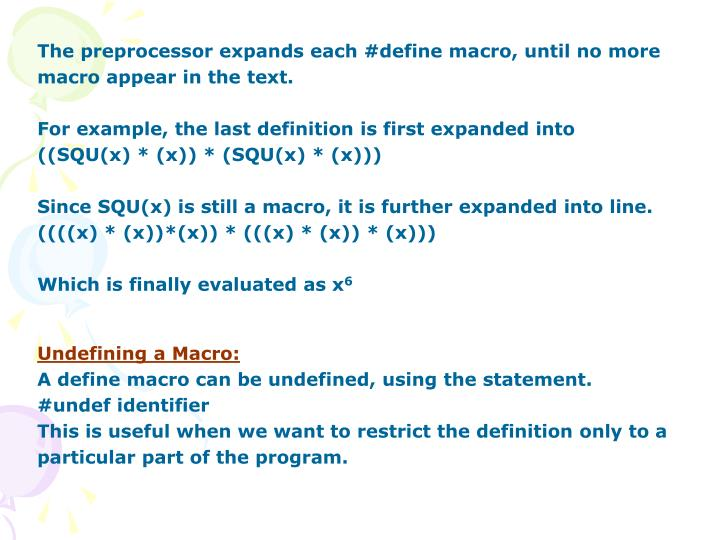 The preprocessor expands each #define macro, until no more
macro appear in the text.
For example, the last definition is first expanded into
((SQU(x) * (x)) * (SQU(x) * (x)))
Since SQU(x) is still a macro, it is further expanded into line.
((((x) * (x))*(x)) * (((x) * (x)) * (x)))
Which is finally evaluated as x⁶
Undefining a Macro:
A define macro can be undefined, using the statement.
#undef identifier
This is useful when we want to restrict the definition only to a
particular part of the program.